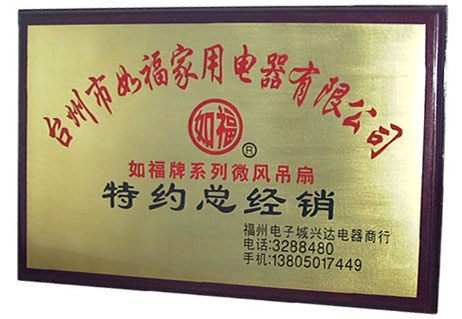 台州市如福家用电器有限公司
如福
®
如福牌系列微风吊扇
特约总经销
福州电子城兴达电器商行
电话:3288480
手机:13805017449